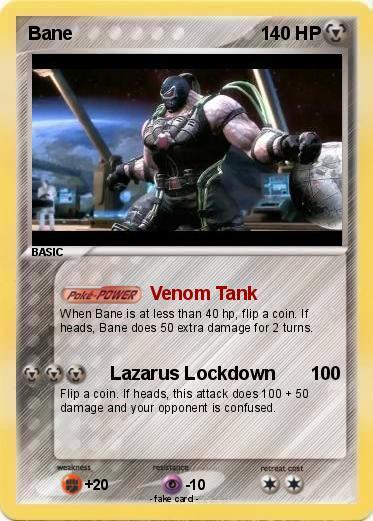 Bane 140 HP
BASIC
Poké-POWER Venom Tank
When Bane is at less than 40 hp, flip a coin. If
heads, Bane does 50 extra damage for 2 turns.
Lazarus Lockdown 100
Flip a coin. If heads, this attack does 100 + 50
damage and your opponent is confused.
weakness resistance retreat cost
+20 -10
- fake card -